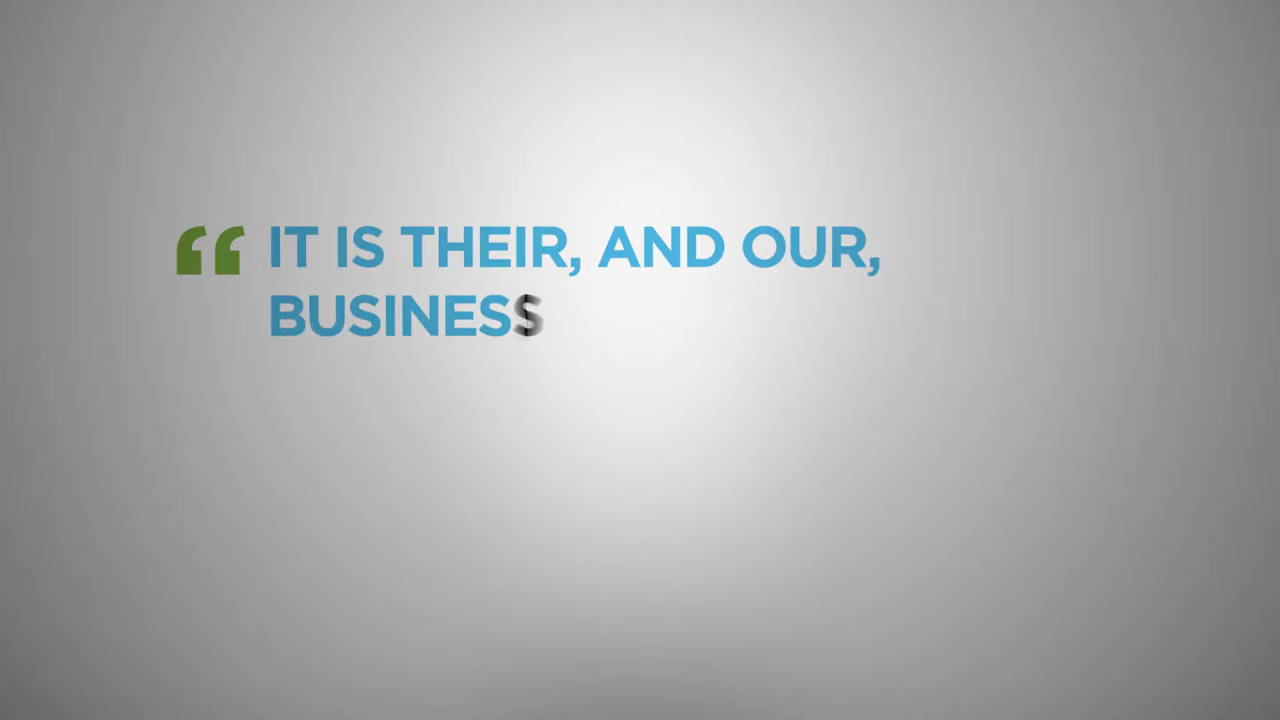 “ IT IS THEIR, AND OUR,
BUSINESS